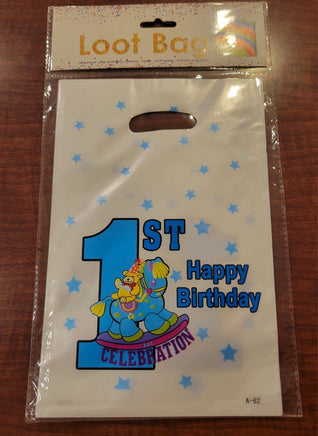 Loot Bag
1ST
Happy
Birthday
CELEBRATION
A-62